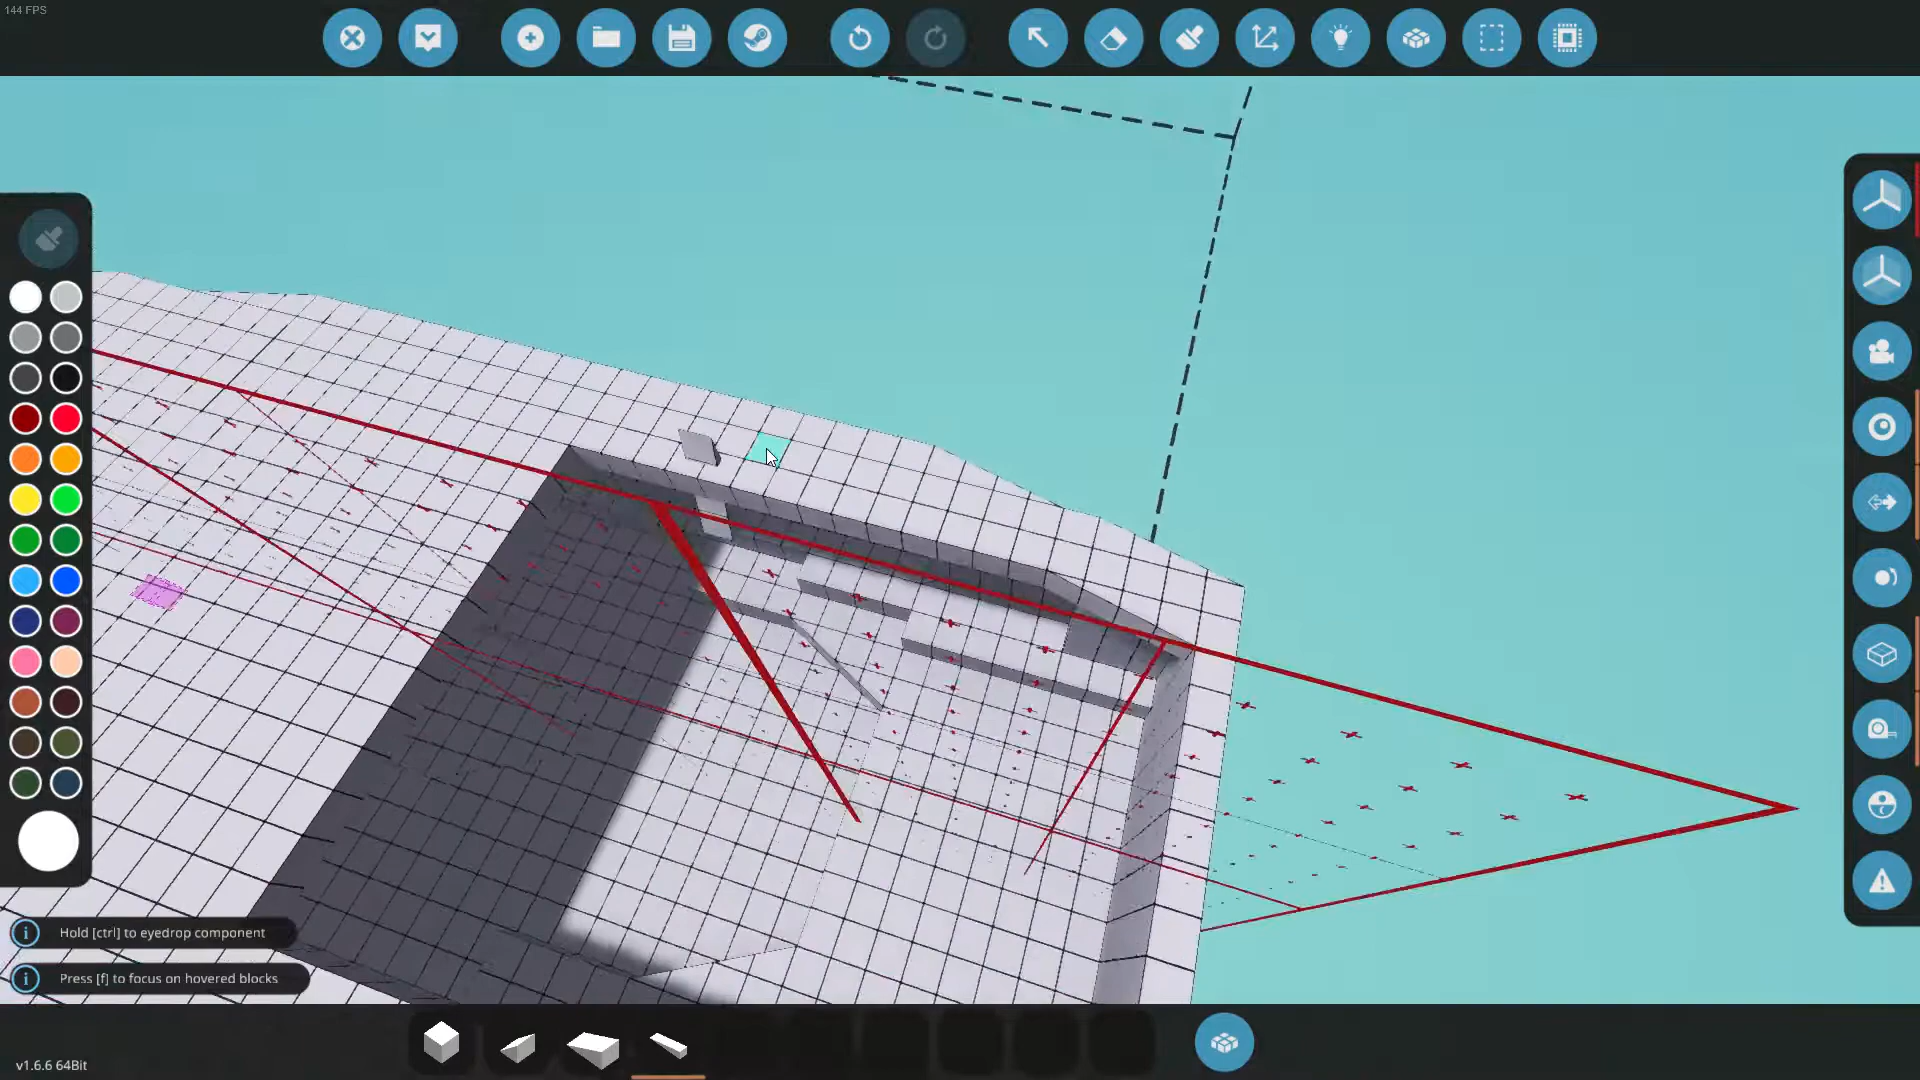 144 FPS
Hold [ctrl] to eyedrop component
Press [f] to focus on hovered blocks
v1.6.6 64Bit